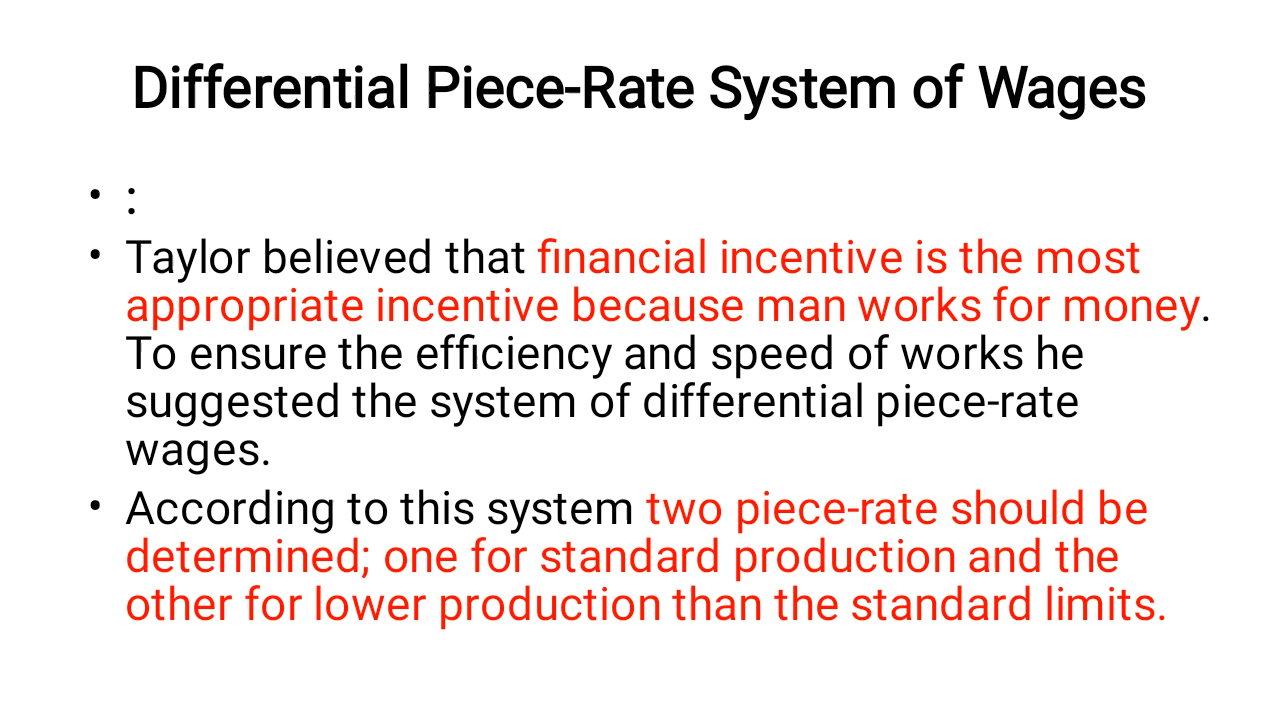 Differential Piece-Rate System of Wages
• :
• Taylor believed that financial incentive is the most
appropriate incentive because man works for money.
To ensure the efficiency and speed of works he
suggested the system of differential piece-rate
wages.
• According to this system two piece-rate should be
determined; one for standard production and the
other for lower production than the standard limits.